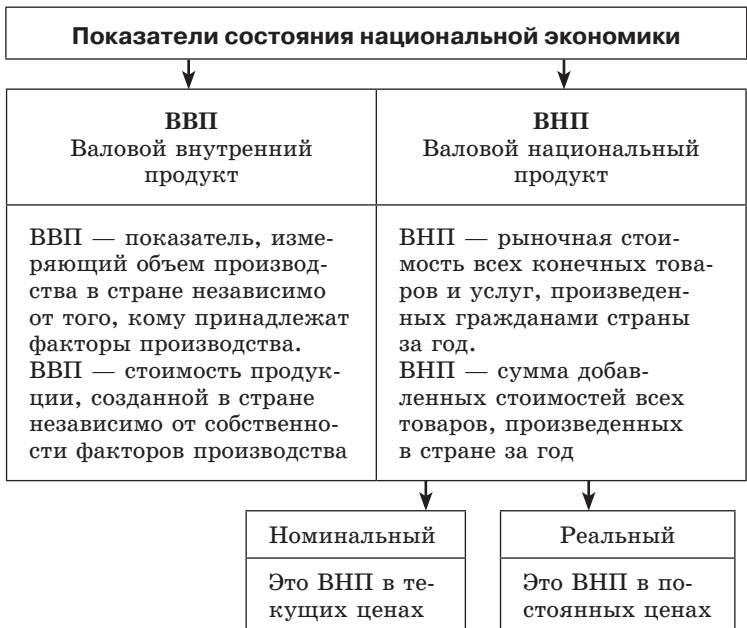 Показатели состояния национальной экономики
ВВП
Валовой внутренний
продукт
ВНП
Валовой национальный
продукт
ВВП — показатель, изме-
ряющий объем производ-
ства в стране независимо
от того, кому принадлежат
факторы производства.
ВВП — стоимость продук-
ции, созданной в стране
независимо от собственно-
сти факторов производства
ВНП — рыночная стои-
мость всех конечных това-
ров и услуг, произведен-
ных гражданами страны
за год.
ВНП — сумма добав-
ленных стоимостей всех
товаров, произведенных
в стране за год
Номинальный
Это ВНП в те-
кущих ценах
Реальный
Это ВНП в по-
стоянных ценах